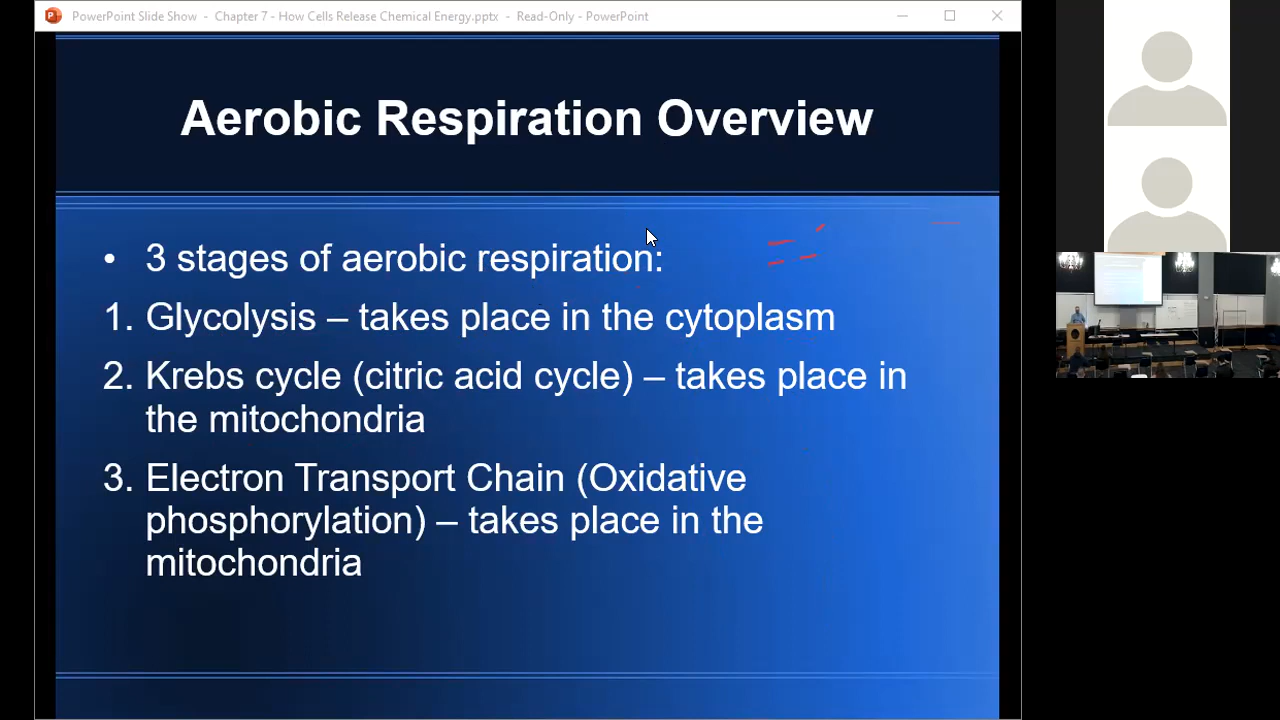 PowerPoint Slide Show - Chapter 7 - How Cells Release Chemical Energy.pptx - Read-Only - PowerPoint
Aerobic Respiration Overview
• 3 stages of aerobic respiration:
1. Glycolysis – takes place in the cytoplasm
2. Krebs cycle (citric acid cycle) – takes place in
the mitochondria
3. Electron Transport Chain (Oxidative
phosphorylation) – takes place in the
mitochondria